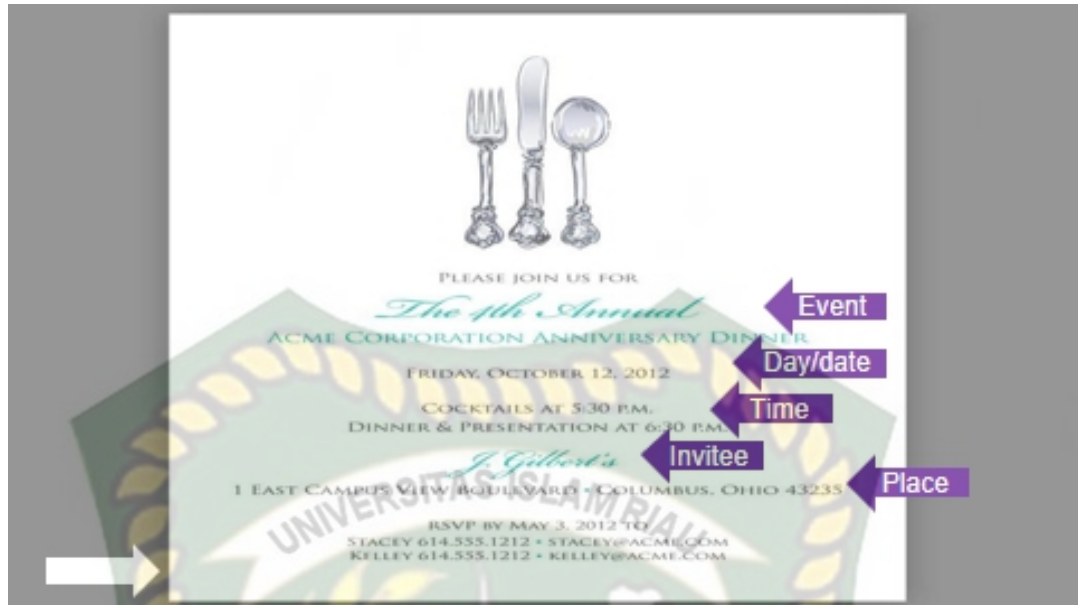 PLEASE JOIN US FOR
The 4th Annual
Event
ACME CORPORATION ANNIVERSARY DINNER
Day/date
FRIDAY, OCTOBER 12, 2012
COCKTAILS AT 5:30 P.M.
Time
DINNER & PRESENTATION AT 6:30 P.M.
J. Gilbert's
Invitee
1 EAST CAMPUS VIEW BOULEVARD • COLUMBUS, OHIO 43235
Place
UNIVERSITAS ISLAM RIAU
RSVP BY MAY 3, 2012 TO
STACEY 614.555.1212 • STACEY@ACME.COM
KELLEY 614.555.1212 • KELLEY@ACME.COM